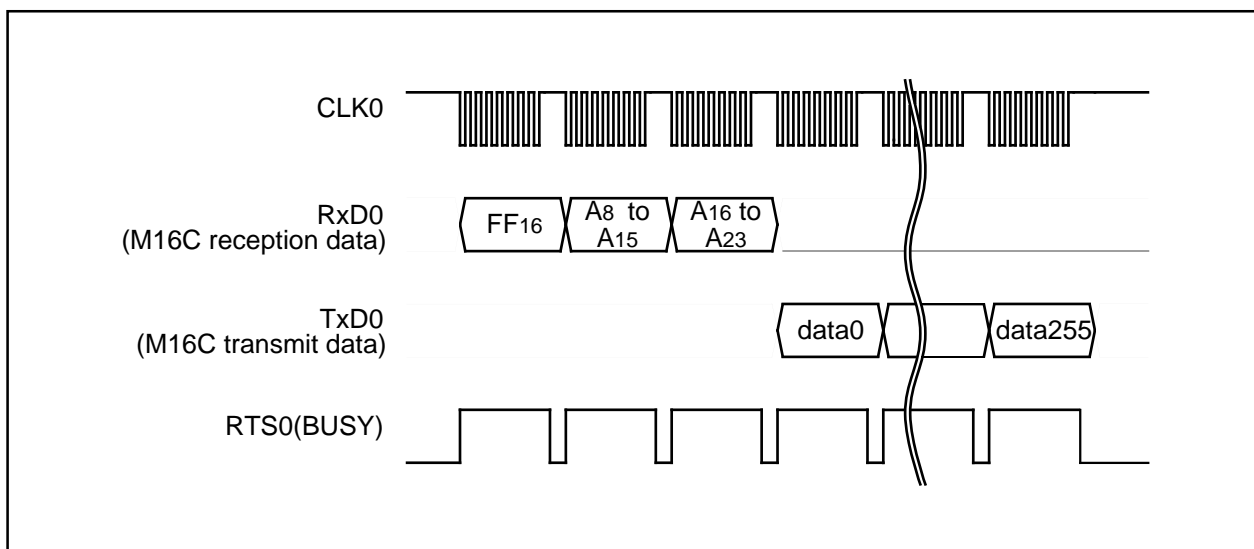 CLK0
RxD0
(M16C reception data)
FF16
A8 to
A15
A16 to
A23
TxD0
(M16C transmit data)
data0
data255
RTS0(BUSY)